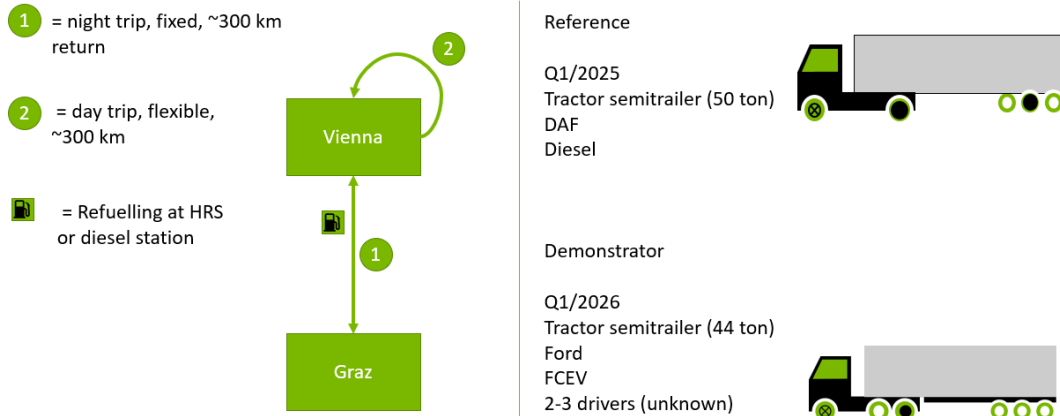 1 = night trip, fixed, ~300 km
return
2 = day trip, flexible,
~300 km
= Refuelling at HRS
or diesel station
2
Vienna
1
Graz
Reference
Q1/2025
Tractor semitrailer (50 ton)
DAF
Diesel
Demonstrator
Q1/2026
Tractor semitrailer (44 ton)
Ford
FCEV
2-3 drivers (unknown)